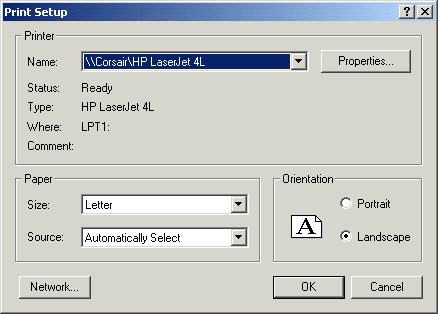 Print Setup
Printer
Name: \\Corsair\HP LaserJet 4L Properties...
Status: Ready
Type: HP LaserJet 4L
Where: LPT1:
Comment:
Paper
Size: Letter
Source: Automatically Select
Orientation
A
Portrait
Landscape
Network... OK Cancel